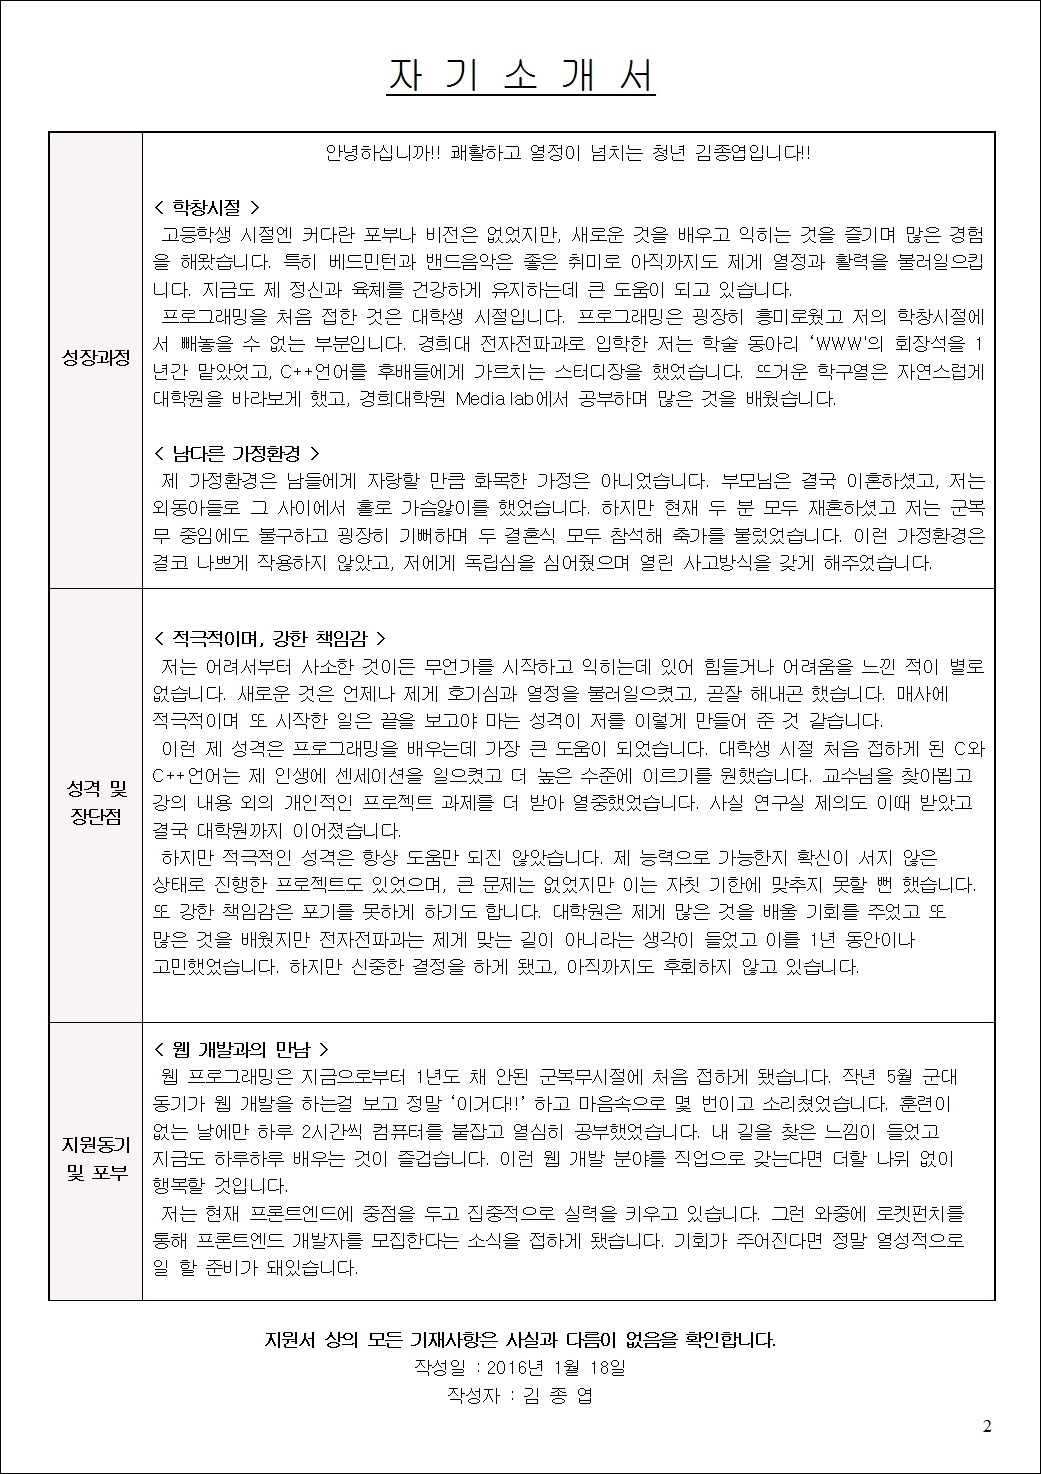 자 기 소 개 서
안녕하십니까!! 쾌활하고 열정이 넘치는 청년 김종엽입니다!!
< 학창시절 >
고등학생 시절엔 커다란 포부나 비전은 없었지만, 새로운 것을 배우고 익히는 것을 즐기며 많은 경험
을 해왔습니다. 특히 베드민턴과 밴드음악은 좋은 취미로 아직까지도 제게 열정과 활력을 불러일으킵
니다. 지금도 제 정신과 육체를 건강하게 유지하는데 큰 도움이 되고 있습니다.
프로그래밍을 처음 접한 것은 대학생 시절입니다. 프로그래밍은 굉장히 흥미로웠고 저의 학창시절에
서 빼놓을 수 없는 부분입니다. 경희대 전자전파과로 입학한 저는 학술 동아리 ‘WWW'의 회장석을 1
성장과정
년간 맡았었고, C++언어를 후배들에게 가르치는 스터디장을 했었습니다. 뜨거운 학구열은 자연스럽게
대학원을 바라보게 했고, 경희대학원 Media lab에서 공부하며 많은 것을 배웠습니다.
< 남다른 가정환경 >
제 가정환경은 남들에게 자랑할 만큼 화목한 가정은 아니었습니다. 부모님은 결국 이혼하셨고, 저는
외동아들로 그 사이에서 홀로 가슴앓이를 했었습니다. 하지만 현재 두 분 모두 재혼하셨고 저는 군복
무 중임에도 불구하고 굉장히 기뻐하며 두 결혼식 모두 참석해 축가를 불렀었습니다. 이런 가정환경은
결코 나쁘게 작용하지 않았고, 저에게 독립심을 심어줬으며 열린 사고방식을 갖게 해주었습니다.
< 적극적이며, 강한 책임감 >
저는 어려서부터 사소한 것이든 무언가를 시작하고 익히는데 있어 힘들거나 어려움을 느낀 적이 별로
없습니다. 새로운 것은 언제나 제게 호기심과 열정을 불러일으켰고, 곧잘 해내곤 했습니다. 매사에
적극적이며 또 시작한 일은 끝을 보고야 마는 성격이 저를 이렇게 만들어 준 것 같습니다.
이런 제 성격은 프로그래밍을 배우는데 가장 큰 도움이 되었습니다. 대학생 시절 처음 접하게 된 C와
C++언어는 제 인생에 센세이션을 일으켰고 더 높은 수준에 이르기를 원했습니다. 교수님을 찾아뵙고
성격 및
장단점
강의 내용 외의 개인적인 프로젝트 과제를 더 받아 열중했었습니다. 사실 연구실 제의도 이때 받았고
결국 대학원까지 이어졌습니다.
하지만 적극적인 성격은 항상 도움만 되진 않았습니다. 제 능력으로 가능한지 확신이 서지 않은
상태로 진행한 프로젝트도 있었으며, 큰 문제는 없었지만 이는 자칫 기한에 맞추지 못할 뻔 했습니다.
또 강한 책임감은 포기를 못하게 하기도 합니다. 대학원은 제게 많은 것을 배울 기회를 주었고 또
많은 것을 배웠지만 전자전파과는 제게 맞는 길이 아니라는 생각이 들었고 이를 1년 동안이나
고민했었습니다. 하지만 신중한 결정을 하게 됐고, 아직까지도 후회하지 않고 있습니다.
< 웹 개발과의 만남 >
웹 프로그래밍은 지금으로부터 1년도 채 안된 군복무시절에 처음 접하게 됐습니다. 작년 5월 군대
동기가 웹 개발을 하는걸 보고 정말 ‘이거다!!’ 하고 마음속으로 몇 번이고 소리쳤었습니다. 훈련이
없는 날에만 하루 2시간씩 컴퓨터를 붙잡고 열심히 공부했었습니다. 내 길을 찾은 느낌이 들었고
지원동기
및 포부
지금도 하루하루 배우는 것이 즐겁습니다. 이런 웹 개발 분야를 직업으로 갖는다면 더할 나위 없이
행복할 것입니다.
저는 현재 프론트엔드에 중점을 두고 집중적으로 실력을 키우고 있습니다. 그런 와중에 로켓펀치를
통해 프론트엔드 개발자를 모집한다는 소식을 접하게 됐습니다. 기회가 주어진다면 정말 열성적으로
일 할 준비가 돼있습니다.
지원서 상의 모든 기재사항은 사실과 다름이 없음을 확인합니다.
작성일 : 2016년 1월 18일
작성자 : 김 종 엽
2